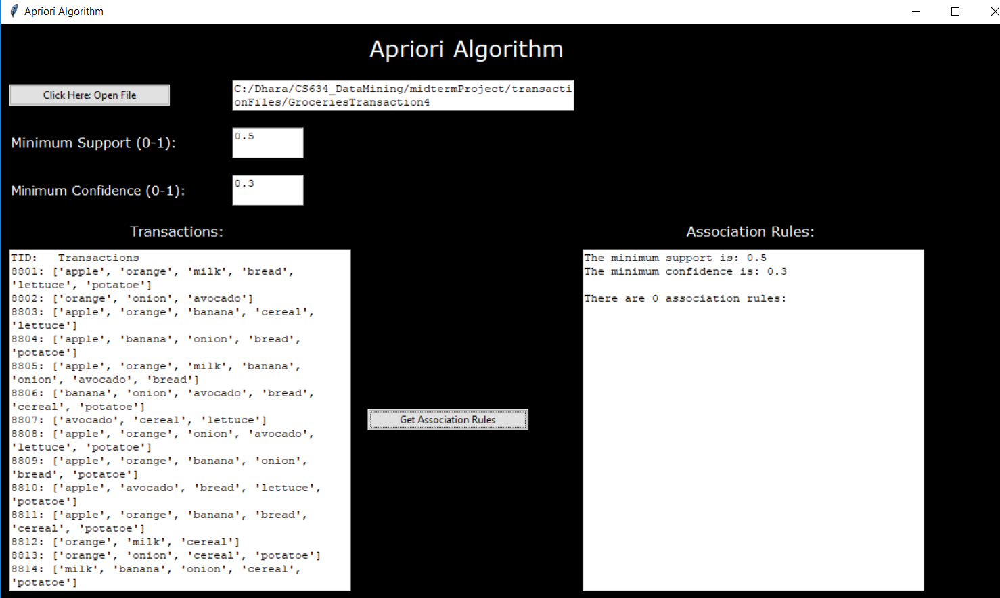 Apriori Algorithm
Apriori Algorithm
Click Here: Open File
C:/Dhara/CS634_DataMining/midtermProject/transacti
onFiles/GroceriesTransaction4
Minimum Support (0-1):
0.5
Minimum Confidence (0-1):
0.3
Transactions:
TID:   Transactions
8801: ['apple', 'orange', 'milk', 'bread',
'lettuce', 'potatoe']
8802: ['orange', 'onion', 'avocado']
8803: ['apple', 'orange', 'banana', 'cereal',
'lettuce']
8804: ['apple', 'banana', 'onion', 'bread',
'potatoe']
8805: ['apple', 'orange', 'milk', 'banana',
'onion', 'avocado', 'bread']
8806: ['banana', 'onion', 'avocado', 'bread',
'cereal', 'potatoe']
8807: ['avocado', 'cereal', 'lettuce']
8808: ['apple', 'orange', 'onion', 'avocado',
'lettuce', 'potatoe']
8809: ['apple', 'orange', 'banana', 'onion',
'bread', 'potatoe']
8810: ['apple', 'avocado', 'bread', 'lettuce',
'potatoe']
8811: ['apple', 'orange', 'banana', 'bread',
'cereal', 'potatoe']
8812: ['orange', 'milk', 'cereal']
8813: ['orange', 'onion', 'cereal', 'potatoe']
8814: ['milk', 'banana', 'onion', 'cereal',
'potatoe']
Get Association Rules
Association Rules:
The minimum support is: 0.5
The minimum confidence is: 0.3
There are 0 association rules: